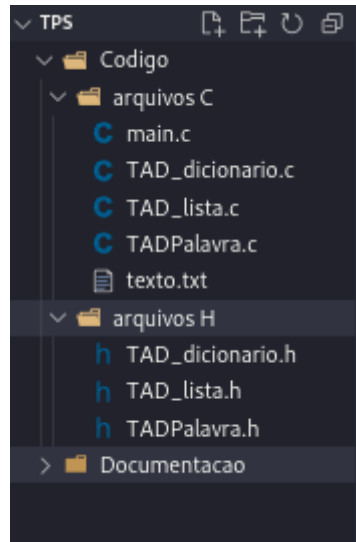 TPS
Codigo
arquivos C
C main.c
C TAD_dicionario.c
C TAD_lista.c
C TADPalavra.c
texto.txt
arquivos H
h TAD_dicionario.h
h TAD_lista.h
h TADPalavra.h
Documentacao